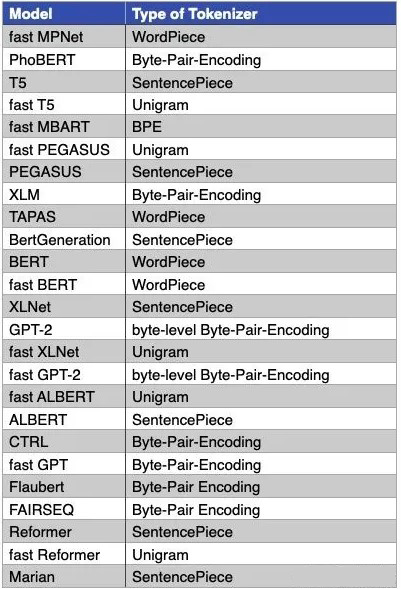 Model Type of Tokenizer
fast MPNet WordPiece
PhoBERT Byte-Pair-Encoding
T5 SentencePiece
fast T5 Unigram
fast MBART BPE
fast PEGASUS Unigram
PEGASUS SentencePiece
XLM Byte-Pair-Encoding
TAPAS WordPiece
BertGeneration SentencePiece
BERT WordPiece
fast BERT WordPiece
XLNet SentencePiece
GPT-2 byte-level Byte-Pair-Encoding
fast XLNet Unigram
fast GPT-2 byte-level Byte-Pair-Encoding
fast ALBERT Unigram
ALBERT SentencePiece
CTRL Byte-Pair-Encoding
fast GPT Byte-Pair-Encoding
Flaubert Byte-Pair Encoding
FAIRSEQ Byte-Pair Encoding
Reformer SentencePiece
fast Reformer Unigram
Marian SentencePiece